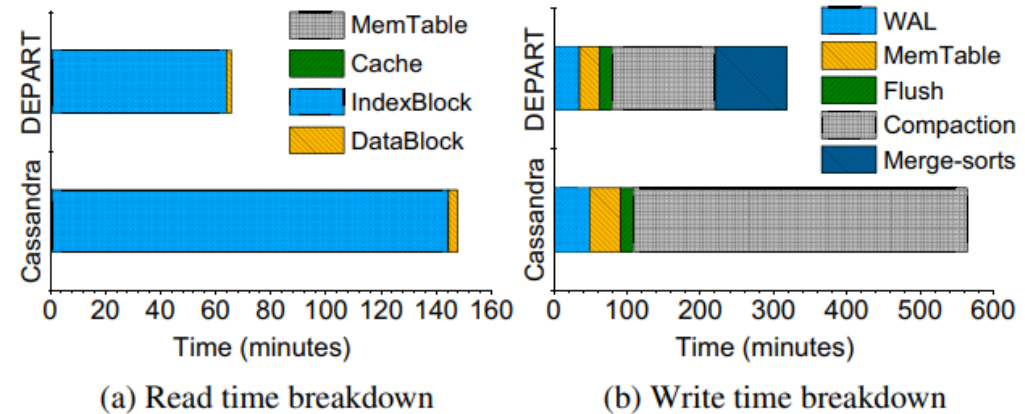 DEPART
Cassandra
MemTable
Cache
IndexBlock
DataBlock
0 20 40 60 80 100 120 140 160
Time (minutes)
(a) Read time breakdown
DEPART
Cassandra
WAL
MemTable
Flush
Compaction
Merge-sorts
0 100 200 300 400 500 600
Time (minutes)
(b) Write time breakdown